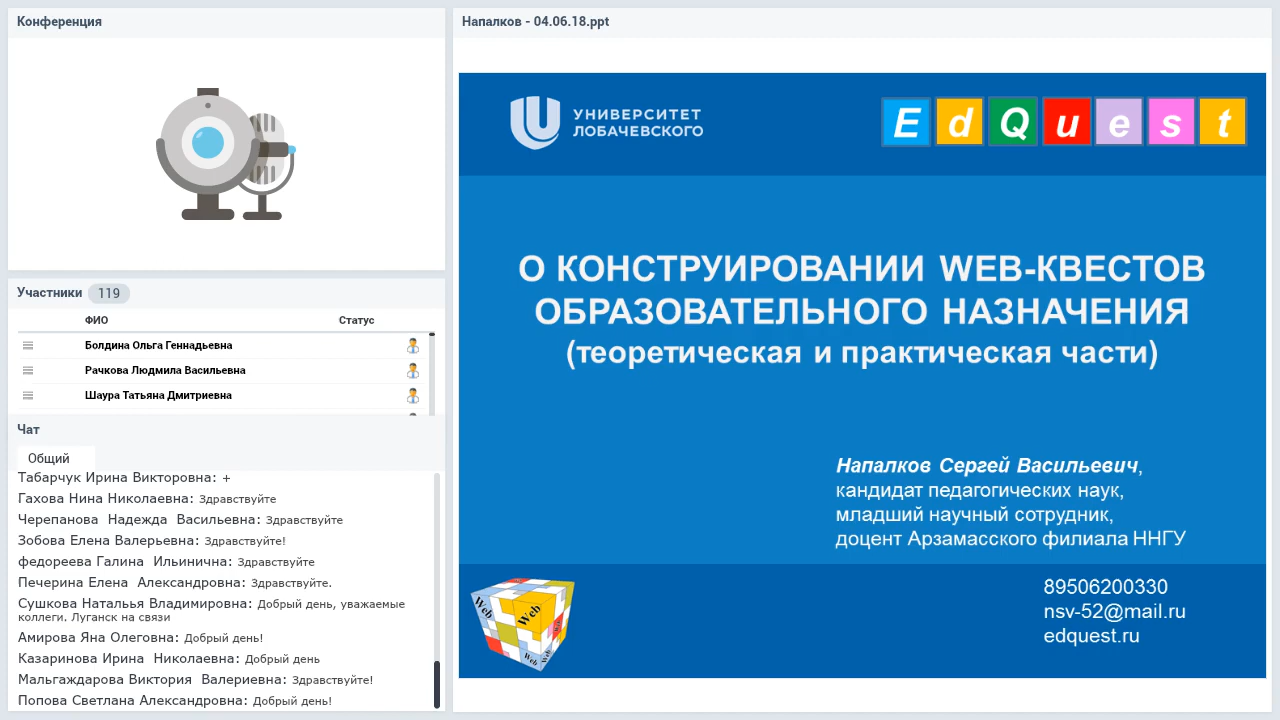 Конференция
Участники 119
ФИО Статус
Болдина Ольга Геннадьевна
Рачкова Людмила Васильевна
Шаура Татьяна Дмитриевна
Чат
Общий
Табарчук Ирина Викторовна: +
Гахова Нина Николаевна: Здравствуйте
Черепанова Надежда Васильевна: Здравствуйте
Зобова Елена Валерьевна: Здравствуйте!
федореева Галина Ильинична: Здравствуйте
Печерина Елена Александровна: Здравствуйте.
Сушкова Наталья Владимировна: Добрый день, уважаемые
коллеги. Луганск на связи
Амирова Яна Олеговна: Добрый день!
Казаринова Ирина Николаевна: Добрый день
Мальгаждарова Виктория Валериевна: Здравствуйте!
Попова Светлана Александровна: Добрый день!
Напалков - 04.06.18.ppt
УНИВЕРСИТЕТ
ЛОБАЧЕВСКОГО
EdQuest
О КОНСТРУИРОВАНИИ WEB-КВЕСТОВ
ОБРАЗОВАТЕЛЬНОГО НАЗНАЧЕНИЯ
(теоретическая и практическая части)
Напалков Сергей Васильевич,
кандидат педагогических наук,
младший научный сотрудник,
доцент Арзамасского филиала ННГУ
Web
Web
Web
Web
89506200330
nsv-52@mail.ru
edquest.ru